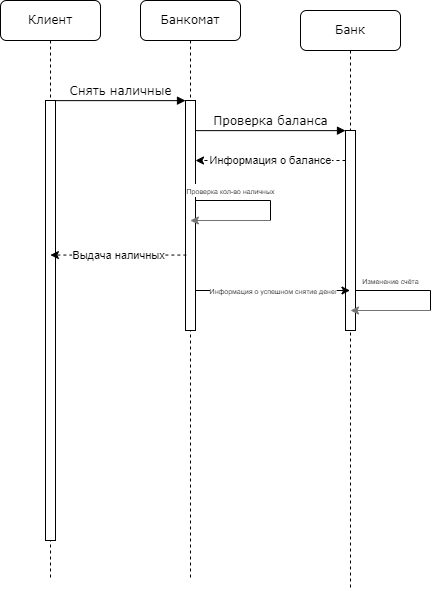 Клиент
Банкомат
Банк
Снять наличные
Проверка баланса
Информация о балансе
Проверка кол-во наличных
Выдача наличных
Информация о успешном снятие денег
Изменение счёта